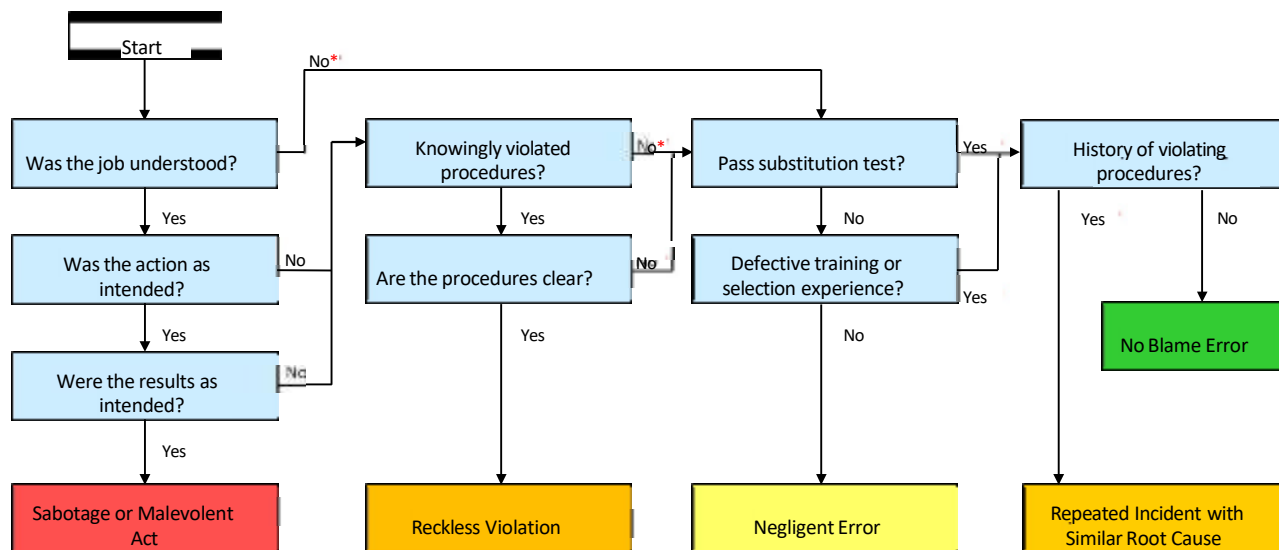 Start
No*
Was the job understood?
Knowingly violated
procedures?
No*
Pass substitution test?
Yes
History of violating
procedures?
Yes
Yes
No
Yes
No
Was the action as
intended?
No
Are the procedures clear?
No
Defective training or
selection experience?
Yes
Yes
Yes
No
No Blame Error
Were the results as
intended?
No
Yes
Sabotage or Malevolent
Act
Reckless Violation
Negligent Error
Repeated Incident with
Similar Root Cause